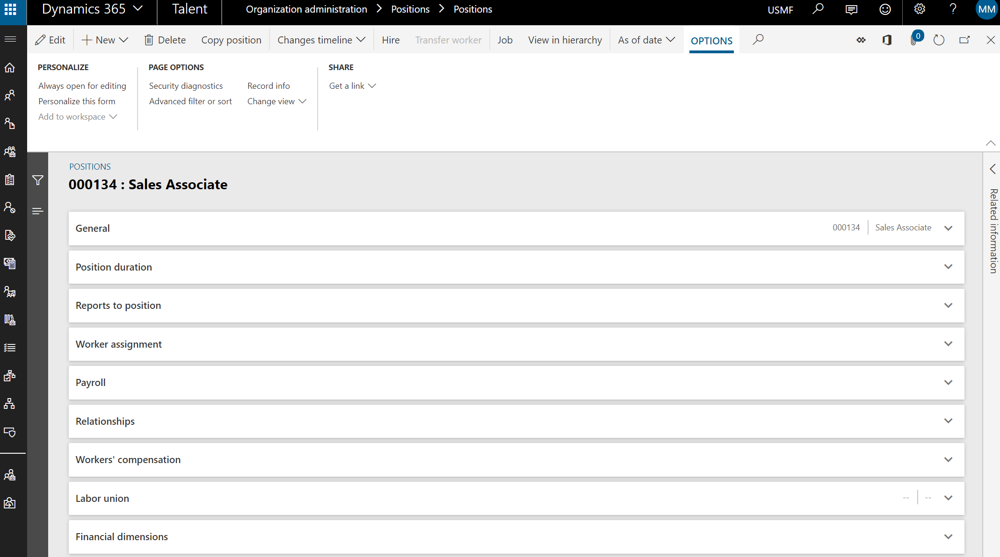 Dynamics 365 Talent Organization administration Positions Positions USMF ? MM
Edit New Delete Copy position Changes timeline Hire Transfer worker Job View in hierarchy As of date OPTIONS 0
PERSONALIZE PAGE OPTIONS SHARE
Always open for editing Security diagnostics Record info Get a link
Personalize this form Advanced filter or sort Change view
Add to workspace
POSITIONS
000134 : Sales Associate
Related information
General 000134 Sales Associate
Position duration
Reports to position
Worker assignment
Payroll
Relationships
Workers' compensation
Labor union -- --
Financial dimensions